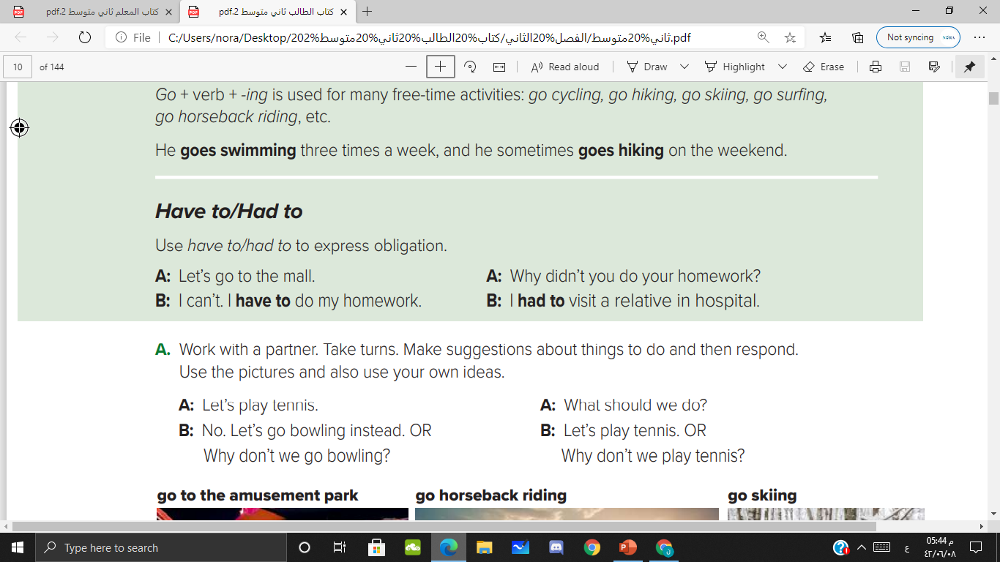 كتاب المعلم ثاني متوسط 2.pdf
كتاب الطالب ثاني متوسط 2.pdf
File
C:/Users/nora/Desktop/202%ثاني%20متوسط/الفصل%20الثاني/كتاب%20الطالب%20ثاني%20متوسط.pdf
Not syncing
NORA
10 of 144
Read aloud
Draw
Highlight
Erase
Go + verb + -ing is used for many free-time activities: go cycling, go hiking, go skiing, go surfing,
go horseback riding, etc.
He goes swimming three times a week, and he sometimes goes hiking on the weekend.
Have to/Had to
Use have to/had to to express obligation.
A: Let's go to the mall.
B: I can't. I have to do my homework.
A: Why didn't you do your homework?
B: I had to visit a relative in hospital.
A. Work with a partner. Take turns. Make suggestions about things to do and then respond.
Use the pictures and also use your own ideas.
A: Let's play tennis.
B: No. Let's go bowling instead. OR
Why don't we go bowling?
A: What should we do?
B: Let's play tennis. OR
Why don't we play tennis?
go to the amusement park
go horseback riding
go skiing
Type here to search
ع
05:44 م
٤٢/٠٦/٠٨